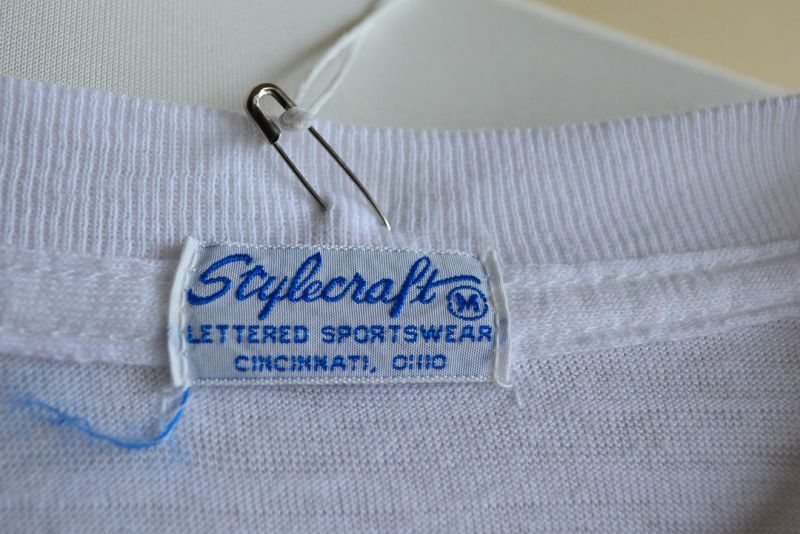 Stylecraft M
LETTERED SPORTSWEAR
CINCINNATI, OHIO